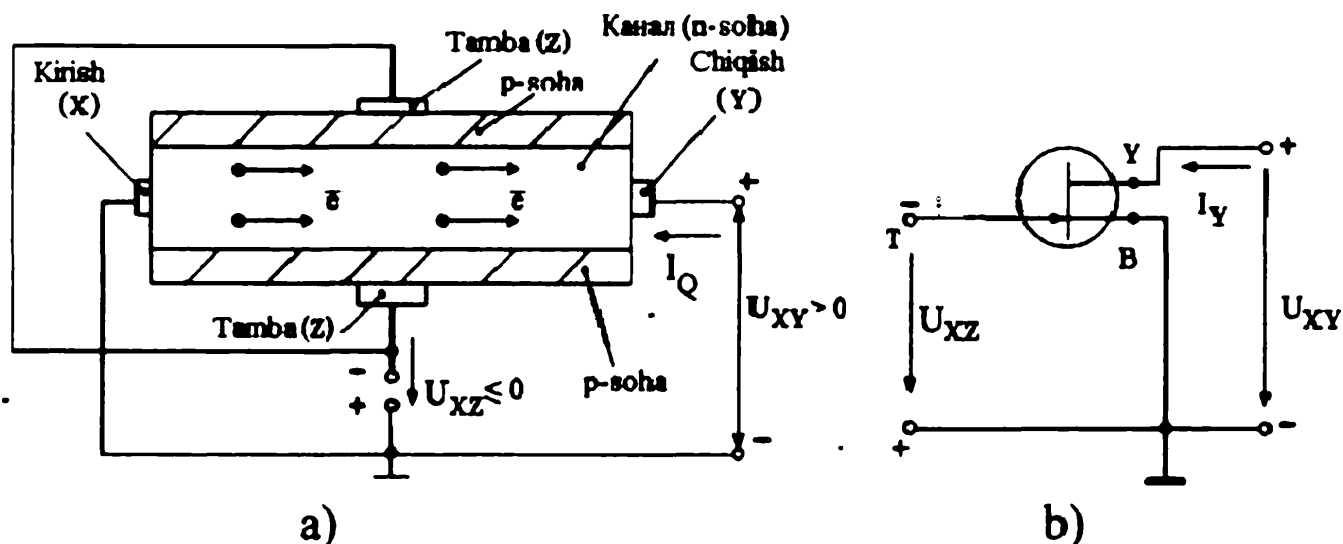 Kirish
(X)
Tamba (Z)
p-soha
Канал (n-soha)
Chiqish
(Y)
ē
ē
+
I_Q
U_XY > 0
Tamba (Z)
-
+
U_XZ ≤ 0
p-soha
-
a)
-
T
U_XZ
+
Y
B
I_Y
+
U_XY
-
b)